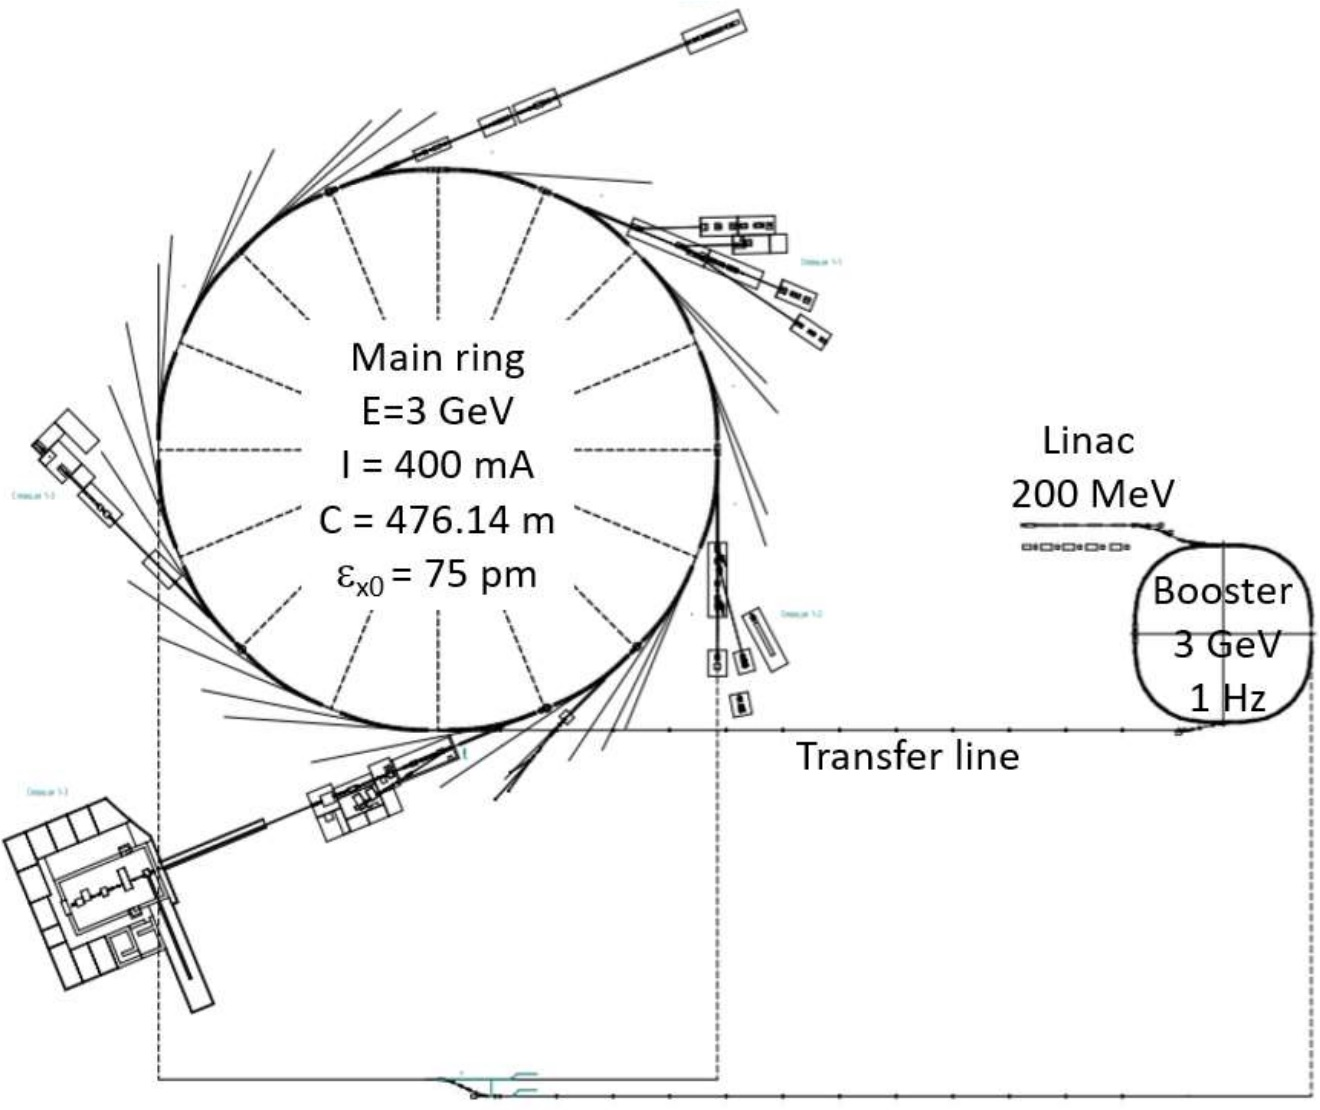 Main ring
E=3 GeV
I = 400 mA
C = 476.14 m
εx0 = 75 pm
Linac
200 MeV
Booster
3 GeV
1 Hz
Transfer line